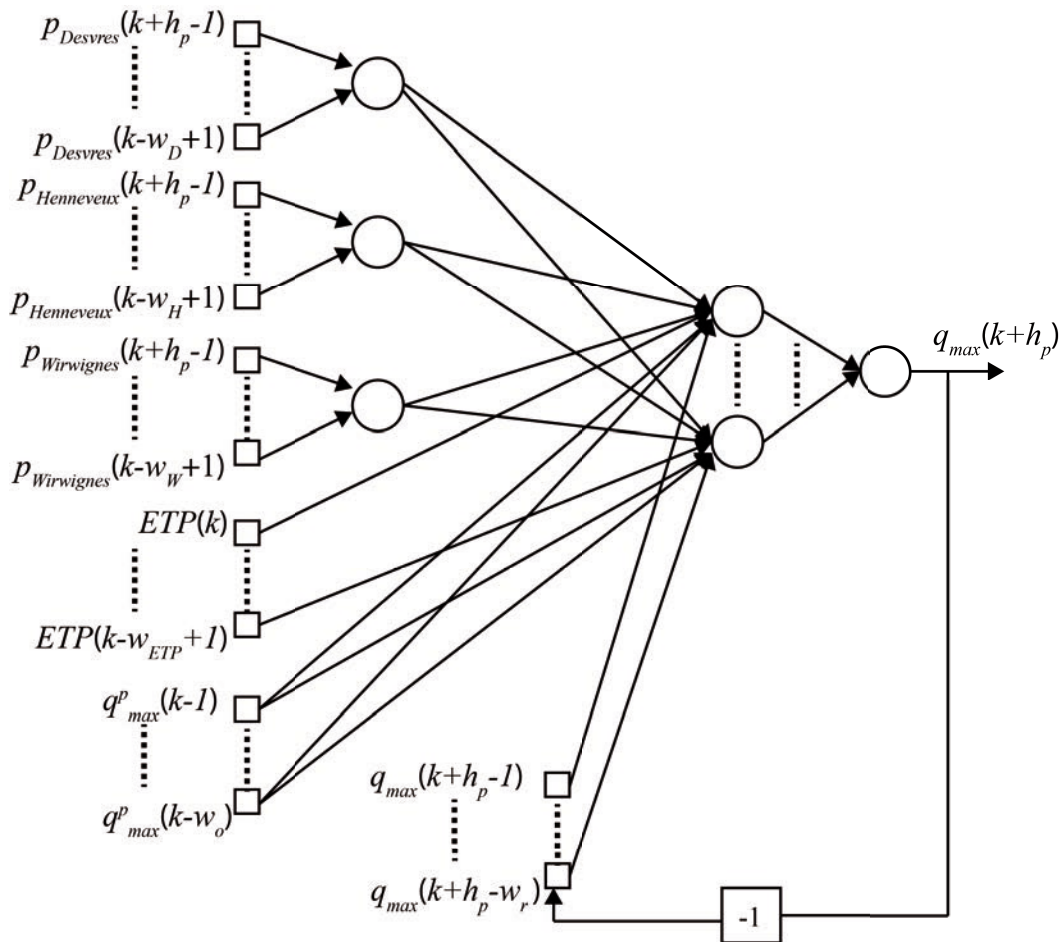 p_Desvres(k+h_p-1)
p_Desvres(k-w_D+1)
p_Henneveux(k+h_p-1)
p_Henneveux(k-w_H+1)
p_Wirwignes(k+h_p-1)
p_Wirwignes(k-w_W+1)
ETP(k)
ETP(k-w_ETP+1)
q^p_max(k-1)
q^p_max(k-w_o)
q_max(k+h_p-1)
q_max(k+h_p-w_r)
-1
q_max(k+h_p)